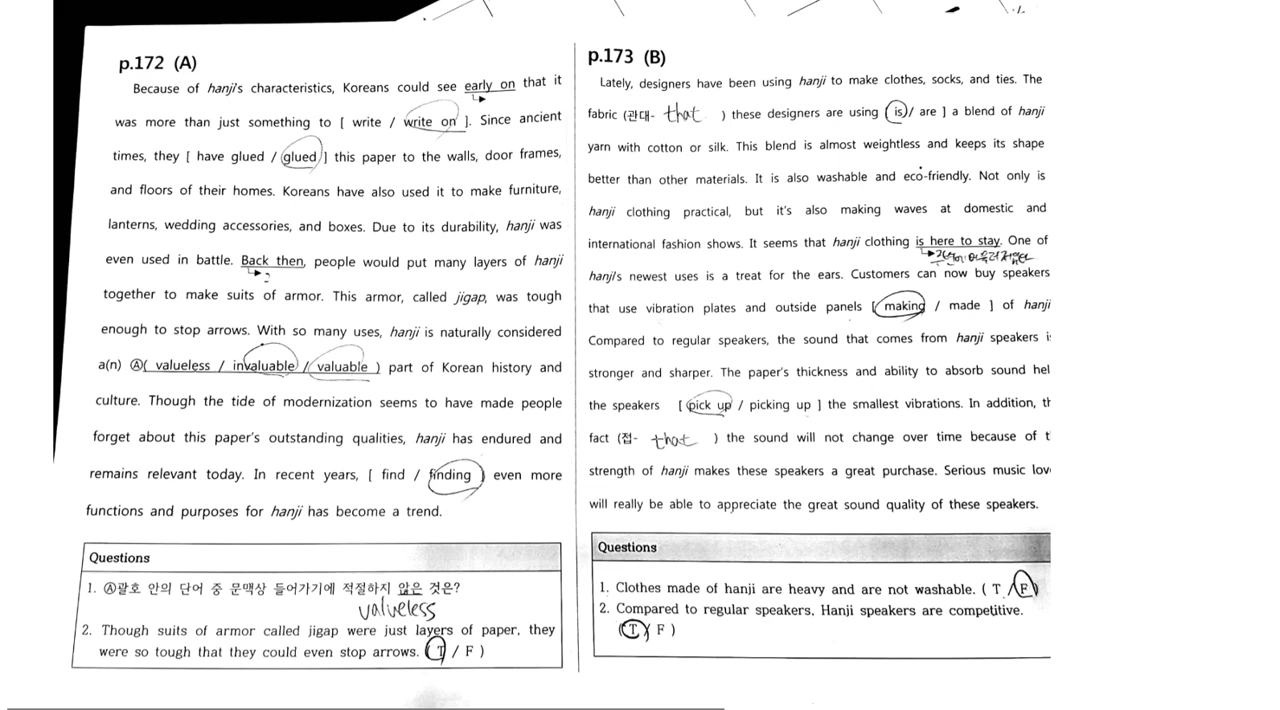 p.172 (A)
Because of hanji's characteristics, Koreans could see early on that it
was more than just something to [ write / write on ]. Since ancient
times, they [ have glued / glued ] this paper to the walls, door frames,
and floors of their homes. Koreans have also used it to make furniture,
lanterns, wedding accessories, and boxes. Due to its durability, hanji was
even used in battle. Back then, people would put many layers of hanji
together to make suits of armor. This armor, called jigap, was tough
enough to stop arrows. With so many uses, hanji is naturally considered
a(n) Ⓐ( valueless / invaluable / valuable ) part of Korean history and
culture. Though the tide of modernization seems to have made people
forget about this paper's outstanding qualities, hanji has endured and
remains relevant today. In recent years, [ find / finding ] even more
functions and purposes for hanji has become a trend.
Questions
1. Ⓐ괄호 안의 단어 중 문맥상 들어가기에 적절하지 않은 것은?
valueless
2. Though suits of armor called jigap were just layers of paper, they
were so tough that they could even stop arrows. ( T / F )
p.173 (B)
Lately, designers have been using hanji to make clothes, socks, and ties. The
fabric (관대- that ) these designers are using [ is / are ] a blend of hanji
yarn with cotton or silk. This blend is almost weightless and keeps its shape
better than other materials. It is also washable and eco-friendly. Not only is
hanji clothing practical, but it's also making waves at domestic and
international fashion shows. It seems that hanji clothing is here to stay. One of
hanji's newest uses is a treat for the ears. Customers can now buy speakers
that use vibration plates and outside panels [ making / made ] of hanji
Compared to regular speakers, the sound that comes from hanji speakers i
stronger and sharper. The paper's thickness and ability to absorb sound hel
the speakers [ pick up / picking up ] the smallest vibrations. In addition, th
fact (접- that ) the sound will not change over time because of t
strength of hanji makes these speakers a great purchase. Serious music lov
will really be able to appreciate the great sound quality of these speakers.
Questions
1. Clothes made of hanji are heavy and are not washable. ( T / F )
2. Compared to regular speakers, Hanji speakers are competitive.
( T / F )